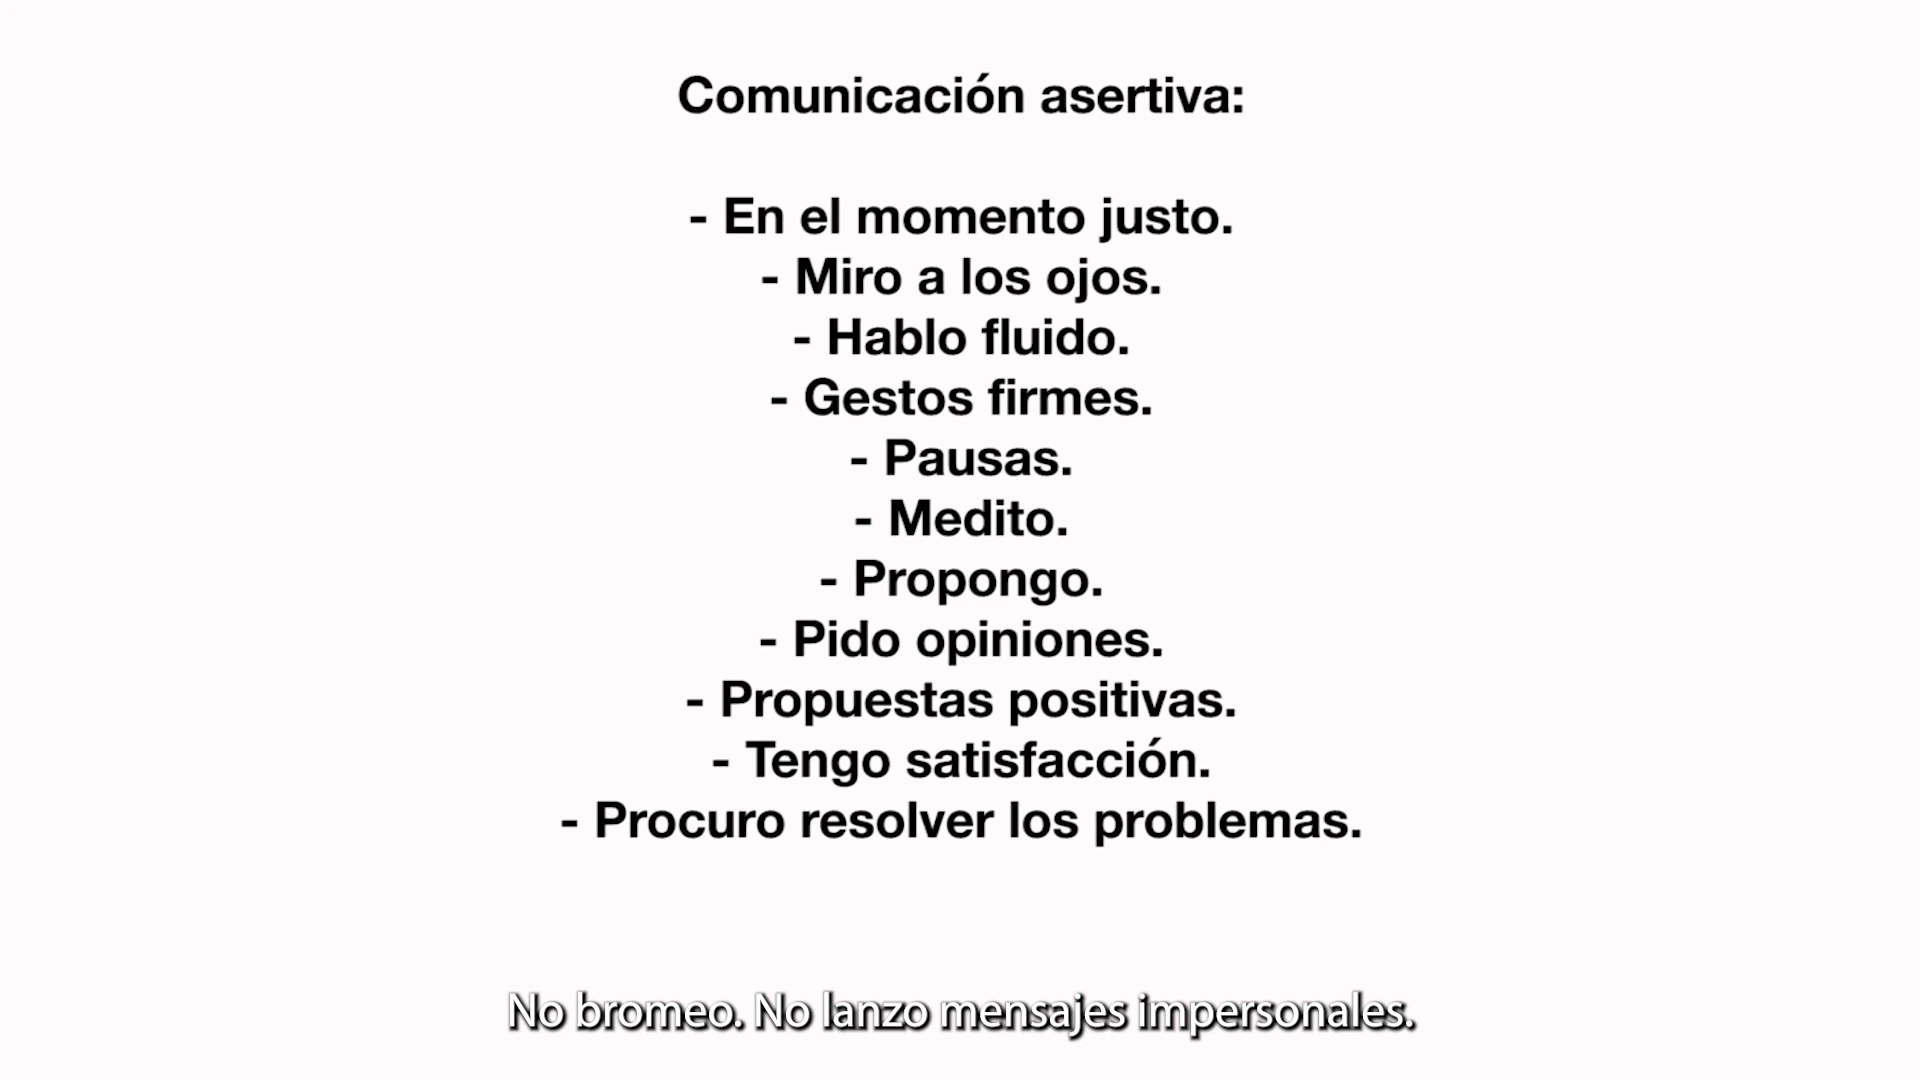 Comunicación asertiva:
- En el momento justo.
- Miro a los ojos.
- Hablo fluido.
- Gestos firmes.
- Pausas.
- Medito.
- Propongo.
- Pido opiniones.
- Propuestas positivas.
- Tengo satisfacción.
- Procuro resolver los problemas.
No bromeo. No lanzo mensajes impersonales.